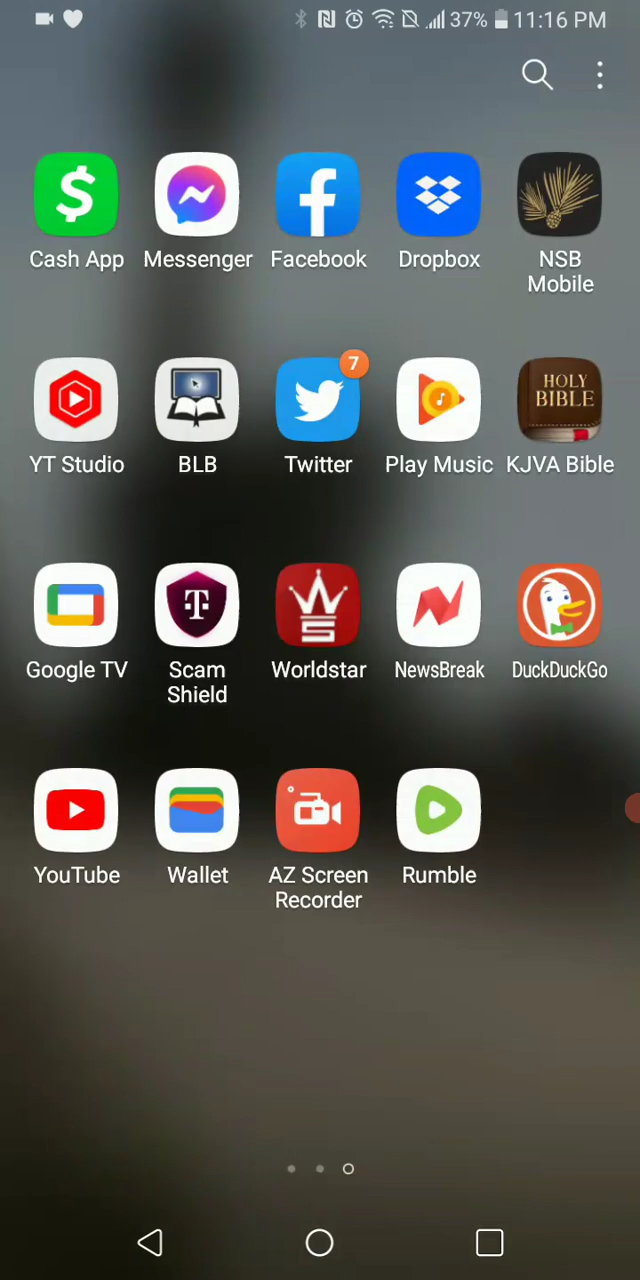 37% 11:16 PM
Cash App Messenger Facebook Dropbox NSB
Mobile
7
HOLY
BIBLE
YT Studio BLB Twitter Play Music KJVA Bible
T
W
S
Google TV Scam Worldstar NewsBreak DuckDuckGo
Shield
YouTube Wallet AZ Screen Rumble
Recorder